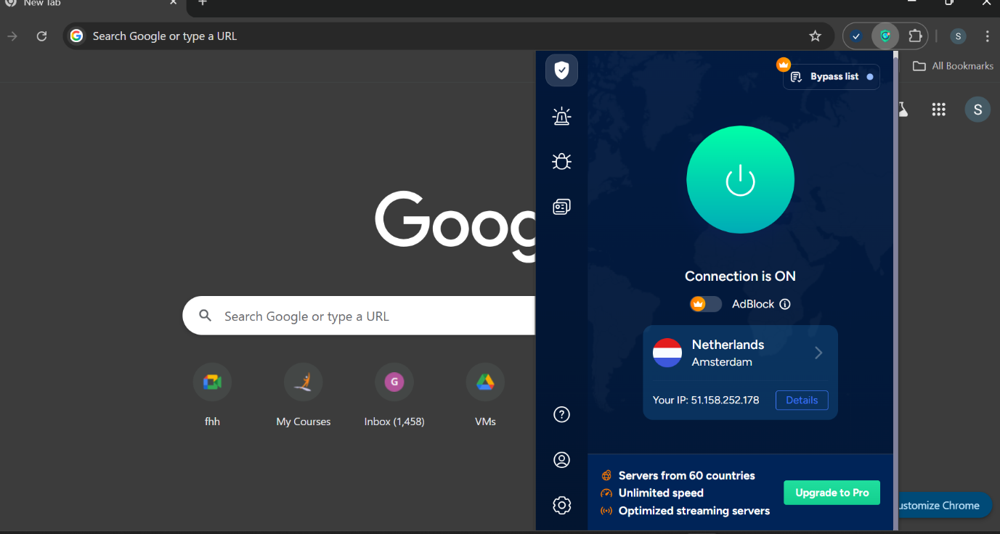 New Tab
Search Google or type a URL
S
All Bookmarks
Bypass list
S
Goog
Connection is ON
AdBlock
Search Google or type a URL
Netherlands
Amsterdam
Your IP: 51.158.252.178
Details
G
fhh
My Courses
Inbox (1,458)
VMs
Servers from 60 countries
Unlimited speed
Optimized streaming servers
Upgrade to Pro
ustomize Chrome